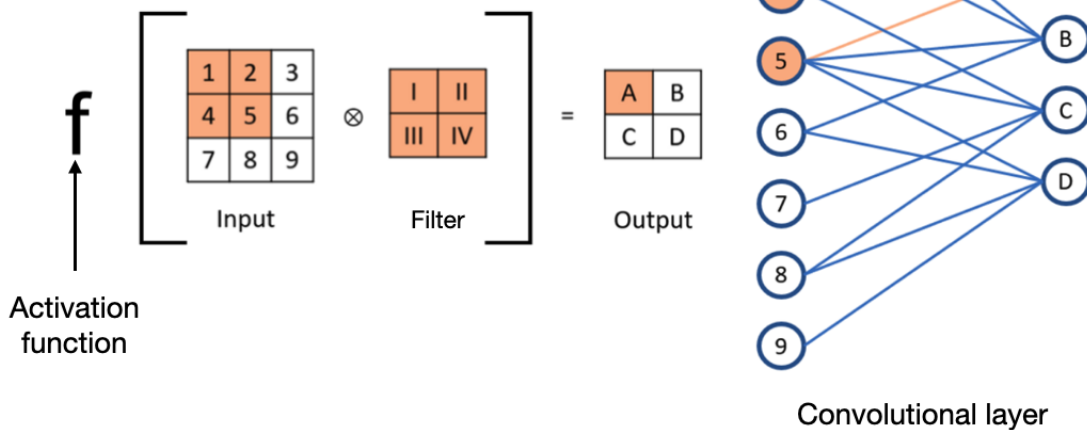 f
Activation
function
1 2 3
4 5 6
7 8 9
Input
⊗
I II
III IV
Filter
=
A B
C D
Output
5
6
7
8
9
B
C
D
Convolutional layer